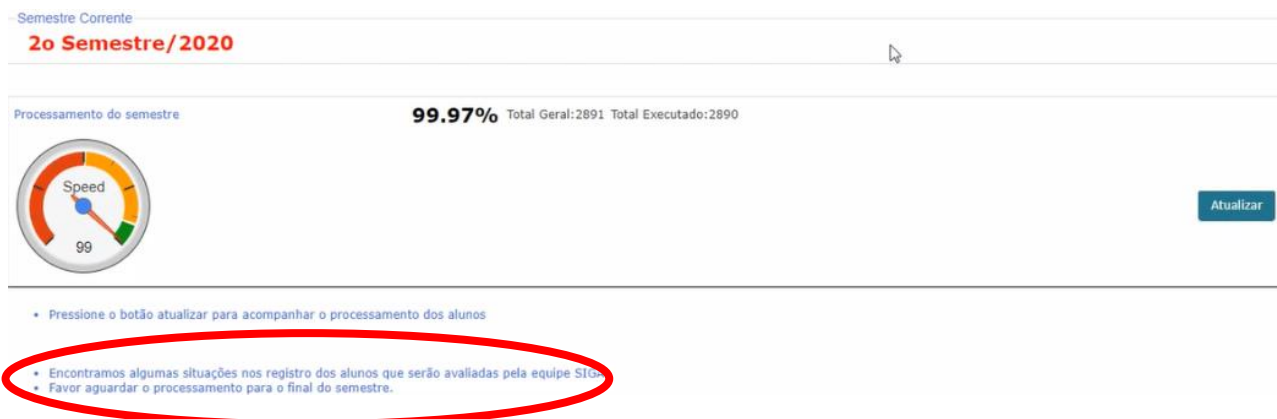 Semestre Corrente
2o Semestre/2020
Processamento do semestre
99.97% Total Geral:2891 Total Executado:2890
Speed
99
Atualizar
• Pressione o botão atualizar para acompanhar o processamento dos alunos
• Encontramos algumas situações nos registro dos alunos que serão avaliadas pela equipe SIGA
• Favor aguardar o processamento para o final do semestre.